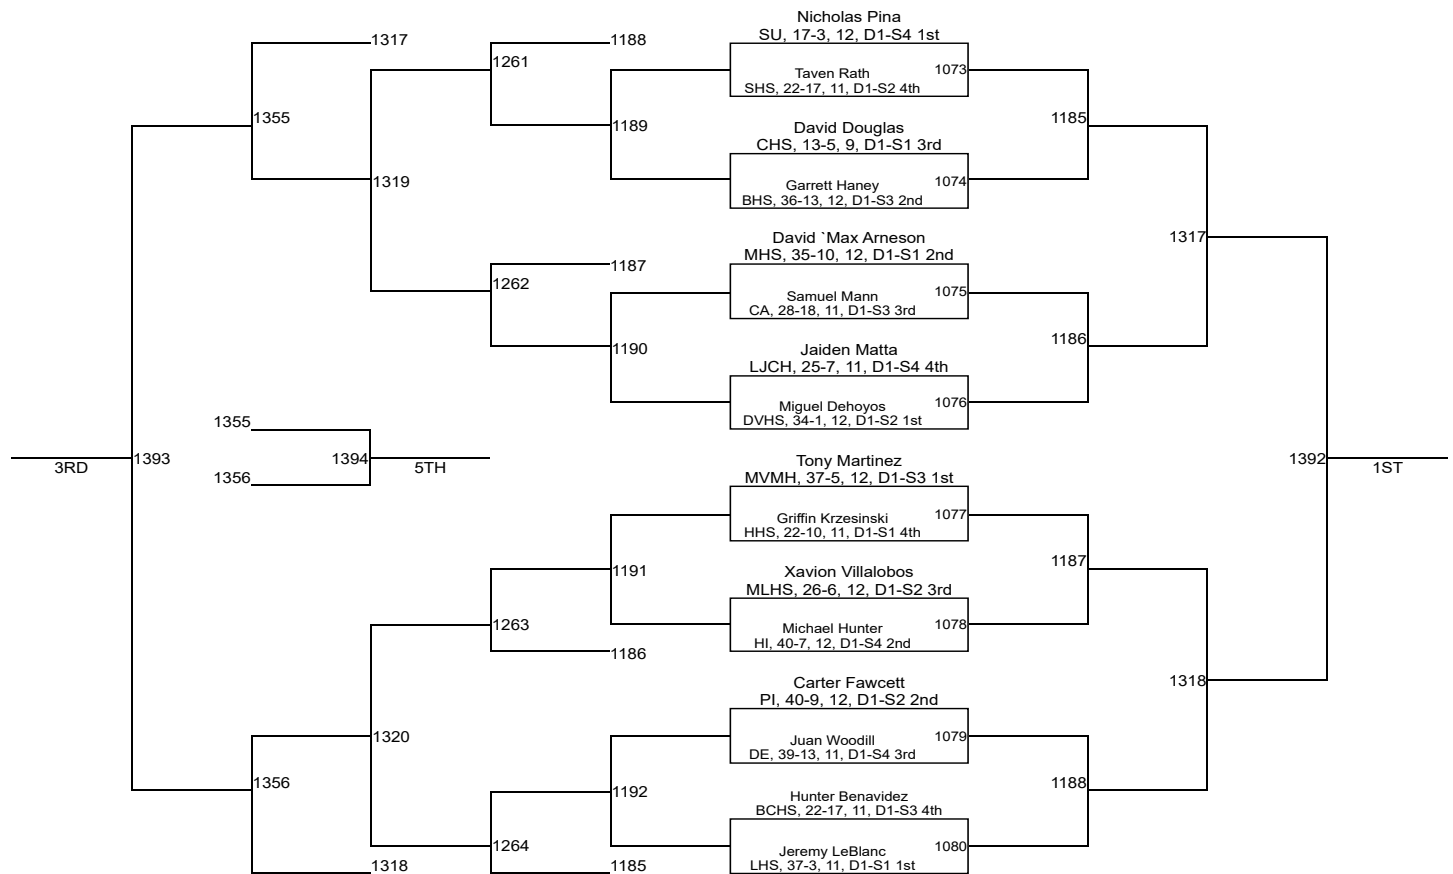 Nicholas Pina
SU, 17-3, 12, D1-S4 1st
1317
1188
1261
Taven Rath
1073
SHS, 22-17, 11, D1-S2 4th
1355
1189
David Douglas
1185
CHS, 13-5, 9, D1-S1 3rd
1319
Garrett Haney
1074
BHS, 36-13, 12, D1-S3 2nd
David `Max Arneson
1317
MHS, 35-10, 12, D1-S1 2nd
1187
1262
Samuel Mann
1075
CA, 28-18, 11, D1-S3 3rd
1190
Jaiden Matta
1186
LJCH, 25-7, 11, D1-S4 4th
Miguel Dehoyos
1076
DVHS, 34-1, 12, D1-S2 1st
1355
3RD
1393
1394
5TH
Tony Martinez
1392
1ST
1356
MVMH, 37-5, 12, D1-S3 1st
Griffin Krzesinski
1077
HHS, 22-10, 11, D1-S1 4th
1191
Xavion Villalobos
1187
MLHS, 26-6, 12, D1-S2 3rd
1263
Michael Hunter
1078
HI, 40-7, 12, D1-S4 2nd
1186
Carter Fawcett
1318
PI, 40-9, 12, D1-S2 2nd
1320
Juan Woodill
1079
DE, 39-13, 11, D1-S4 3rd
1356
1192
Hunter Benavidez
1188
BCHS, 22-17, 11, D1-S3 4th
1264
Jeremy LeBlanc
1080
1318
1185
LHS, 37-3, 11, D1-S1 1st